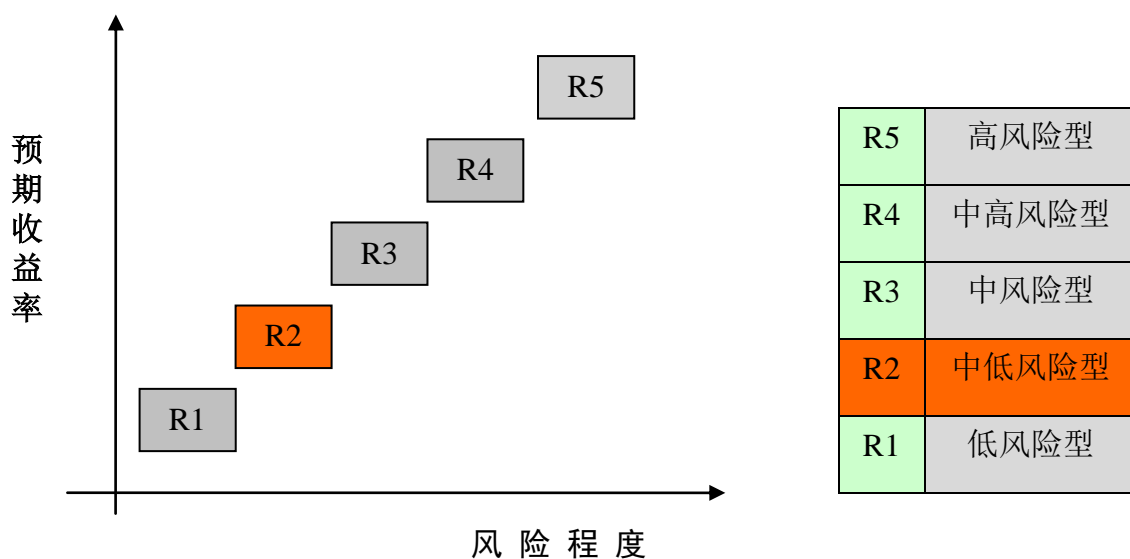 预期收益率
R5
R4
R3
R2
R1
风险程度
R5 高风险型
R4 中高风险型
R3 中风险型
R2 中低风险型
R1 低风险型